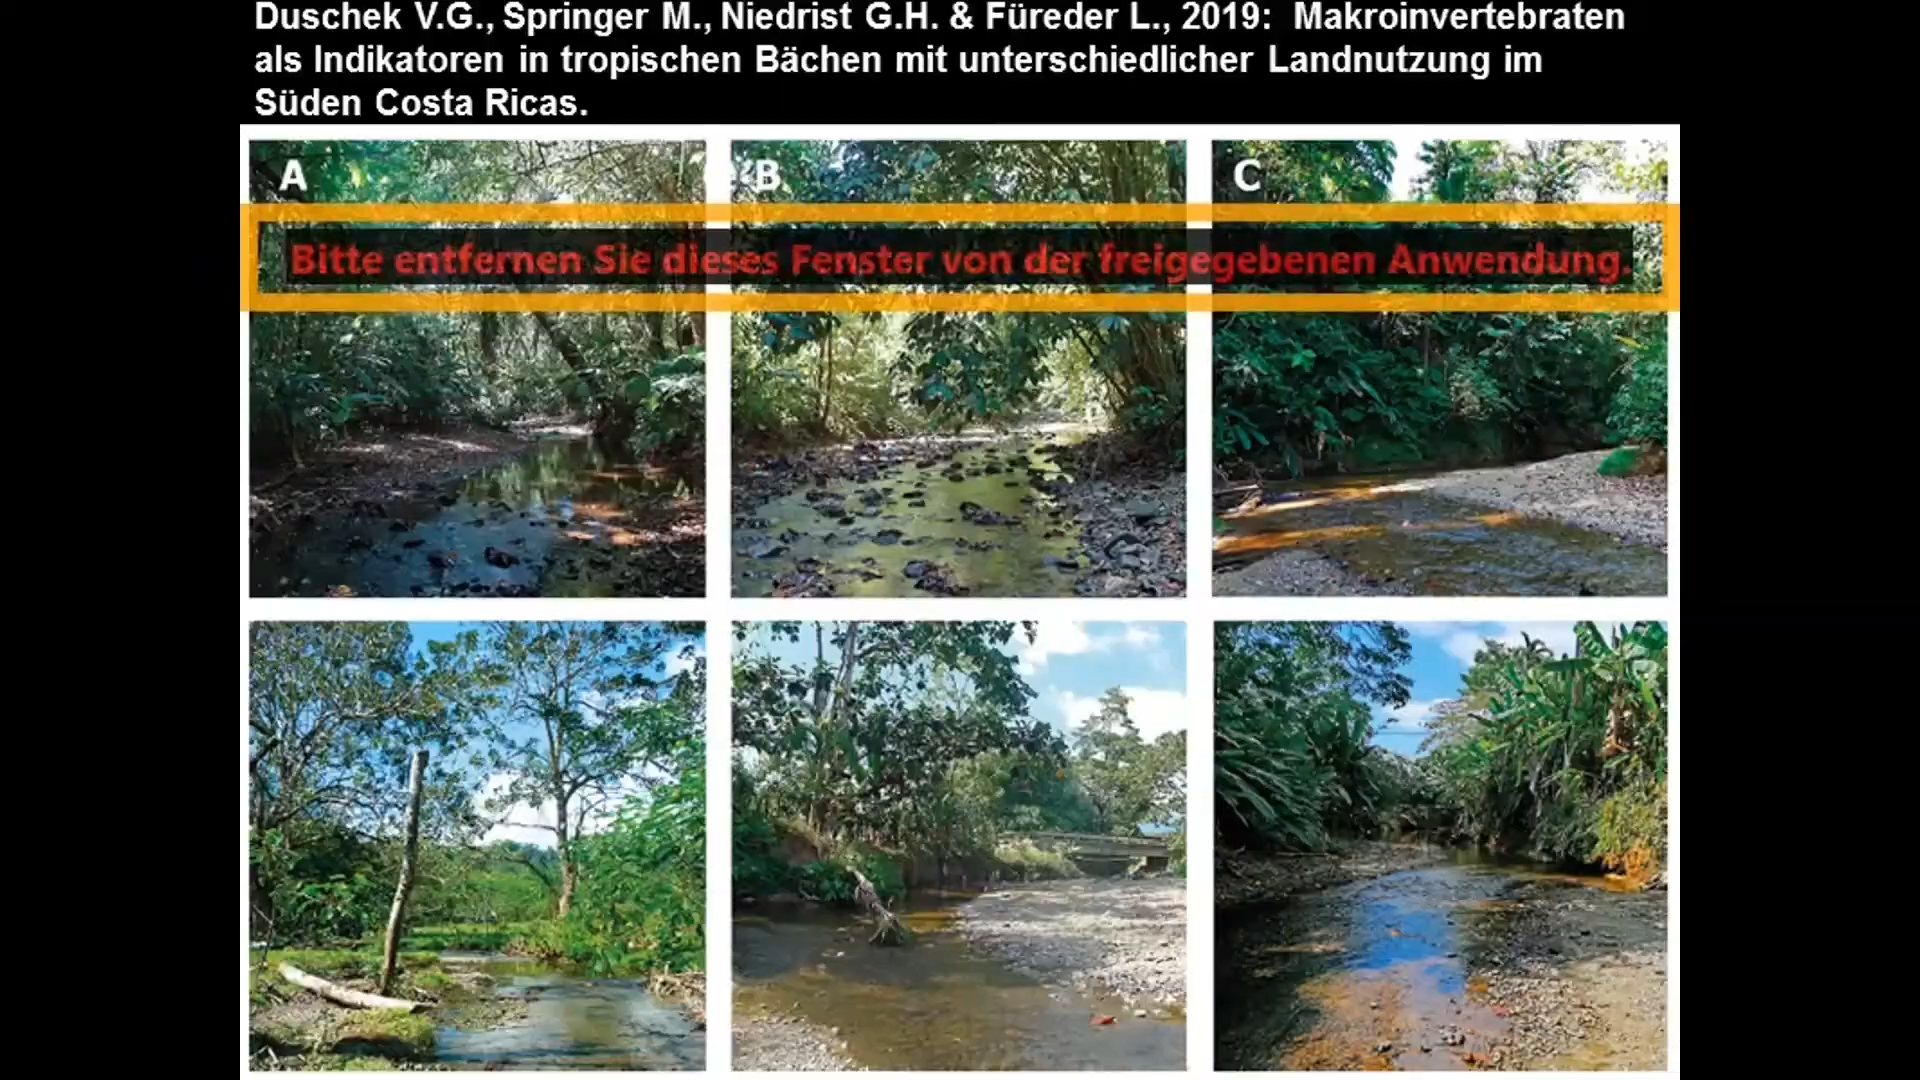 Duschek V.G., Springer M., Niedrist G.H. & Füreder L., 2019: Makroinvertebraten
als Indikatoren in tropischen Bächen mit unterschiedlicher Landnutzung im
Süden Costa Ricas.
A
B
C
Bitte entfernen Sie dieses Fenster von der freigegebenen Anwendung.